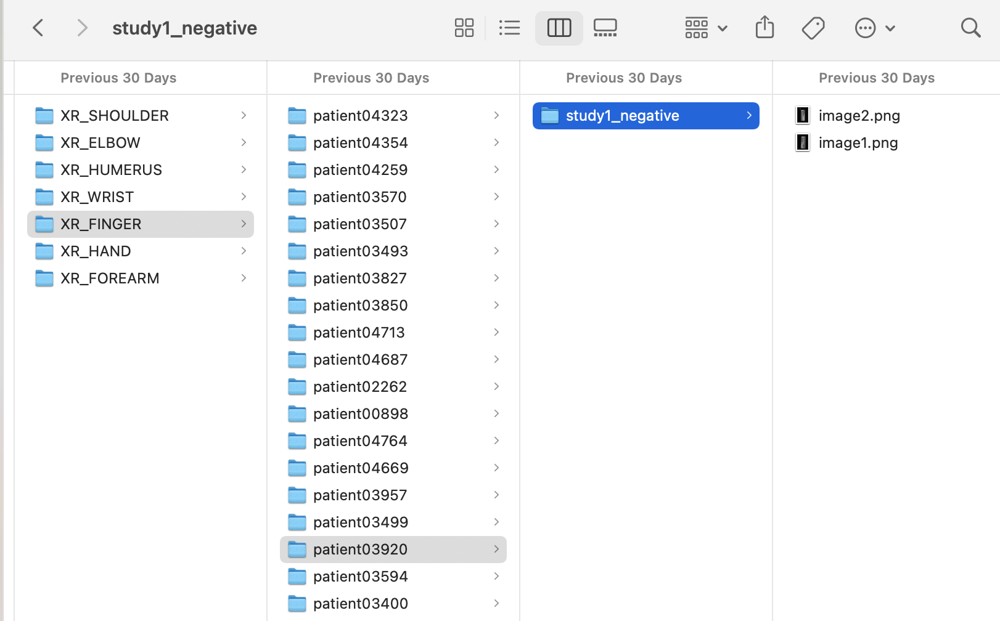 study1_negative
Previous 30 Days
XR_SHOULDER
XR_ELBOW
XR_HUMERUS
XR_WRIST
XR_FINGER
XR_HAND
XR_FOREARM
Previous 30 Days
patient04323
patient04354
patient04259
patient03570
patient03507
patient03493
patient03827
patient03850
patient04713
patient04687
patient02262
patient00898
patient04764
patient04669
patient03957
patient03499
patient03920
patient03594
patient03400
Previous 30 Days
study1_negative
Previous 30 Days
image2.png
image1.png